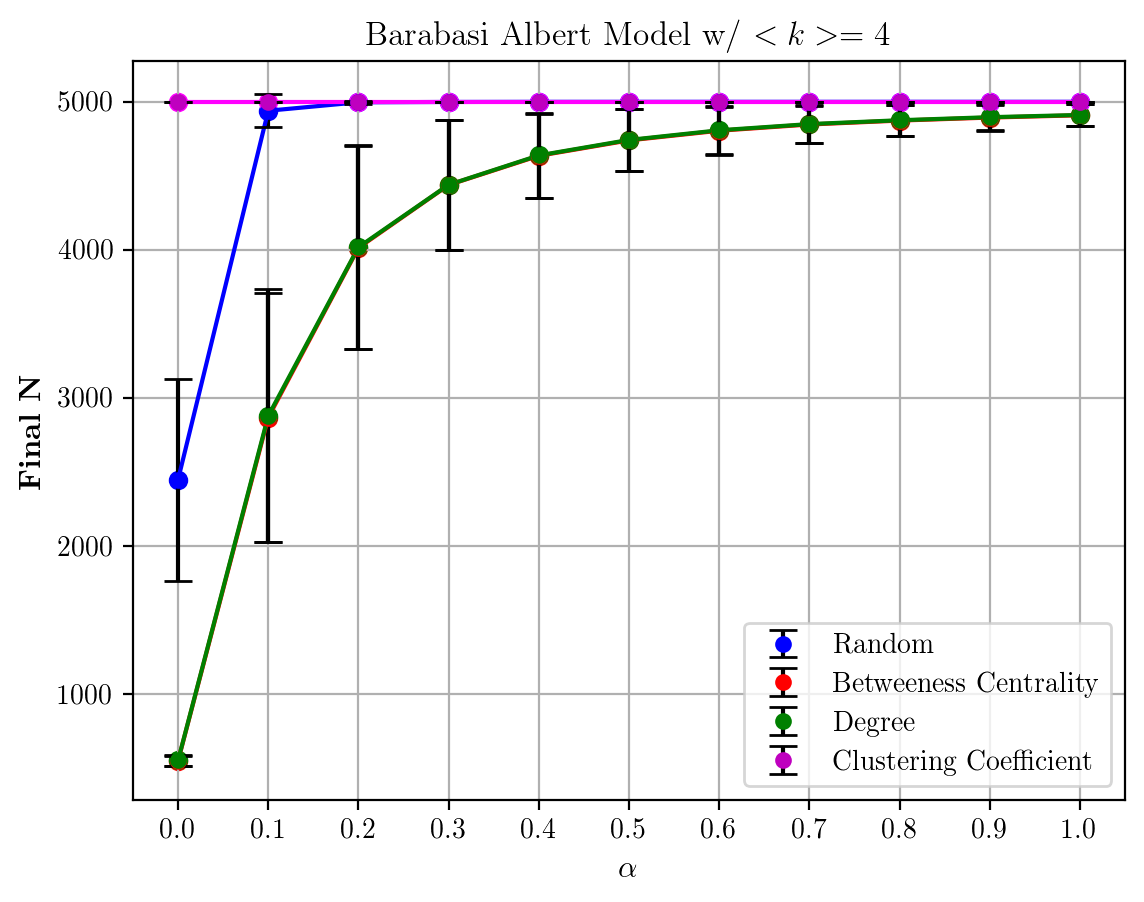 Barabasi Albert Model w/ < k >= 4
5000
4000
3000
2000
1000
Final N
0.0 0.1 0.2 0.3 0.4 0.5 0.6 0.7 0.8 0.9 1.0
α
Random
Betweeness Centrality
Degree
Clustering Coefficient